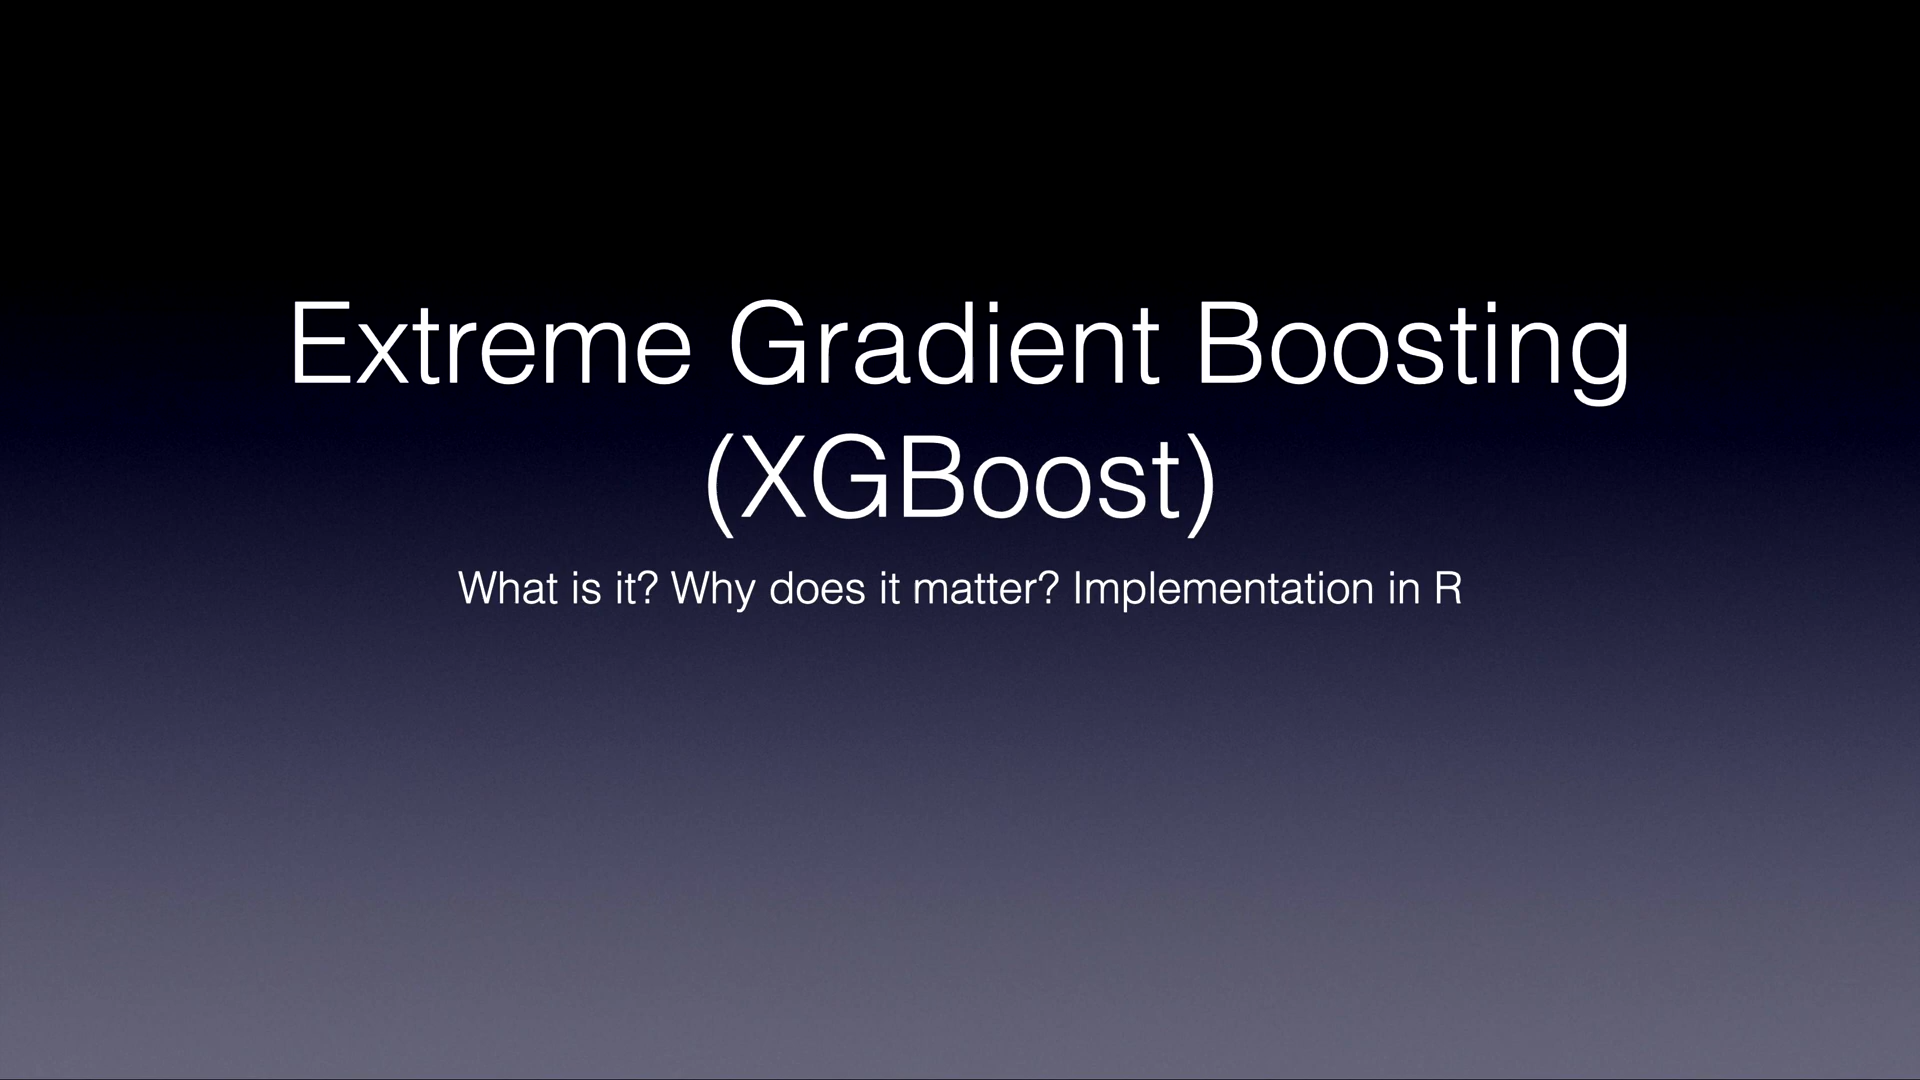 Extreme Gradient Boosting
(XGBoost)
What is it? Why does it matter? Implementation in R